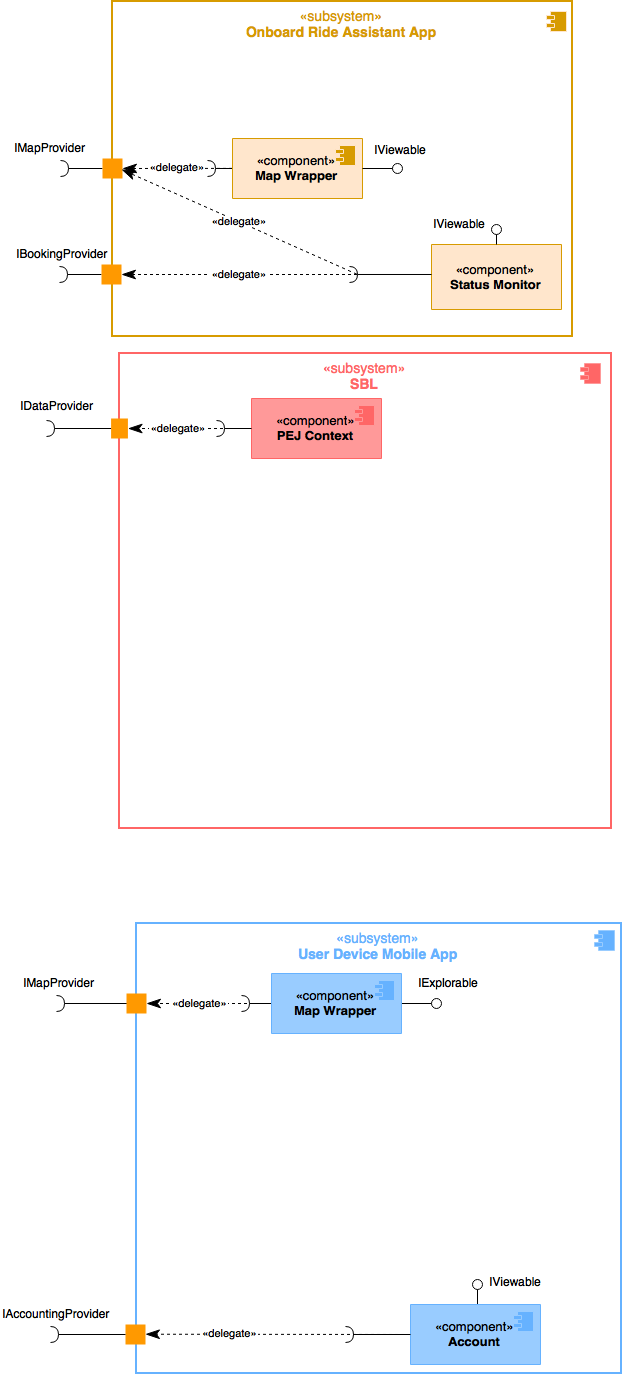 «subsystem»
Onboard Ride Assistant App
IMapProvider
«delegate»
«component»
Map Wrapper
IViewable
«delegate»
IViewable
IBookingProvider
«delegate»
«component»
Status Monitor
«subsystem»
SBL
IDataProvider
«delegate»
«component»
PEJ Context
«subsystem»
User Device Mobile App
IMapProvider
«delegate»
«component»
Map Wrapper
IExplorable
IViewable
IAccountingProvider
«delegate»
«component»
Account